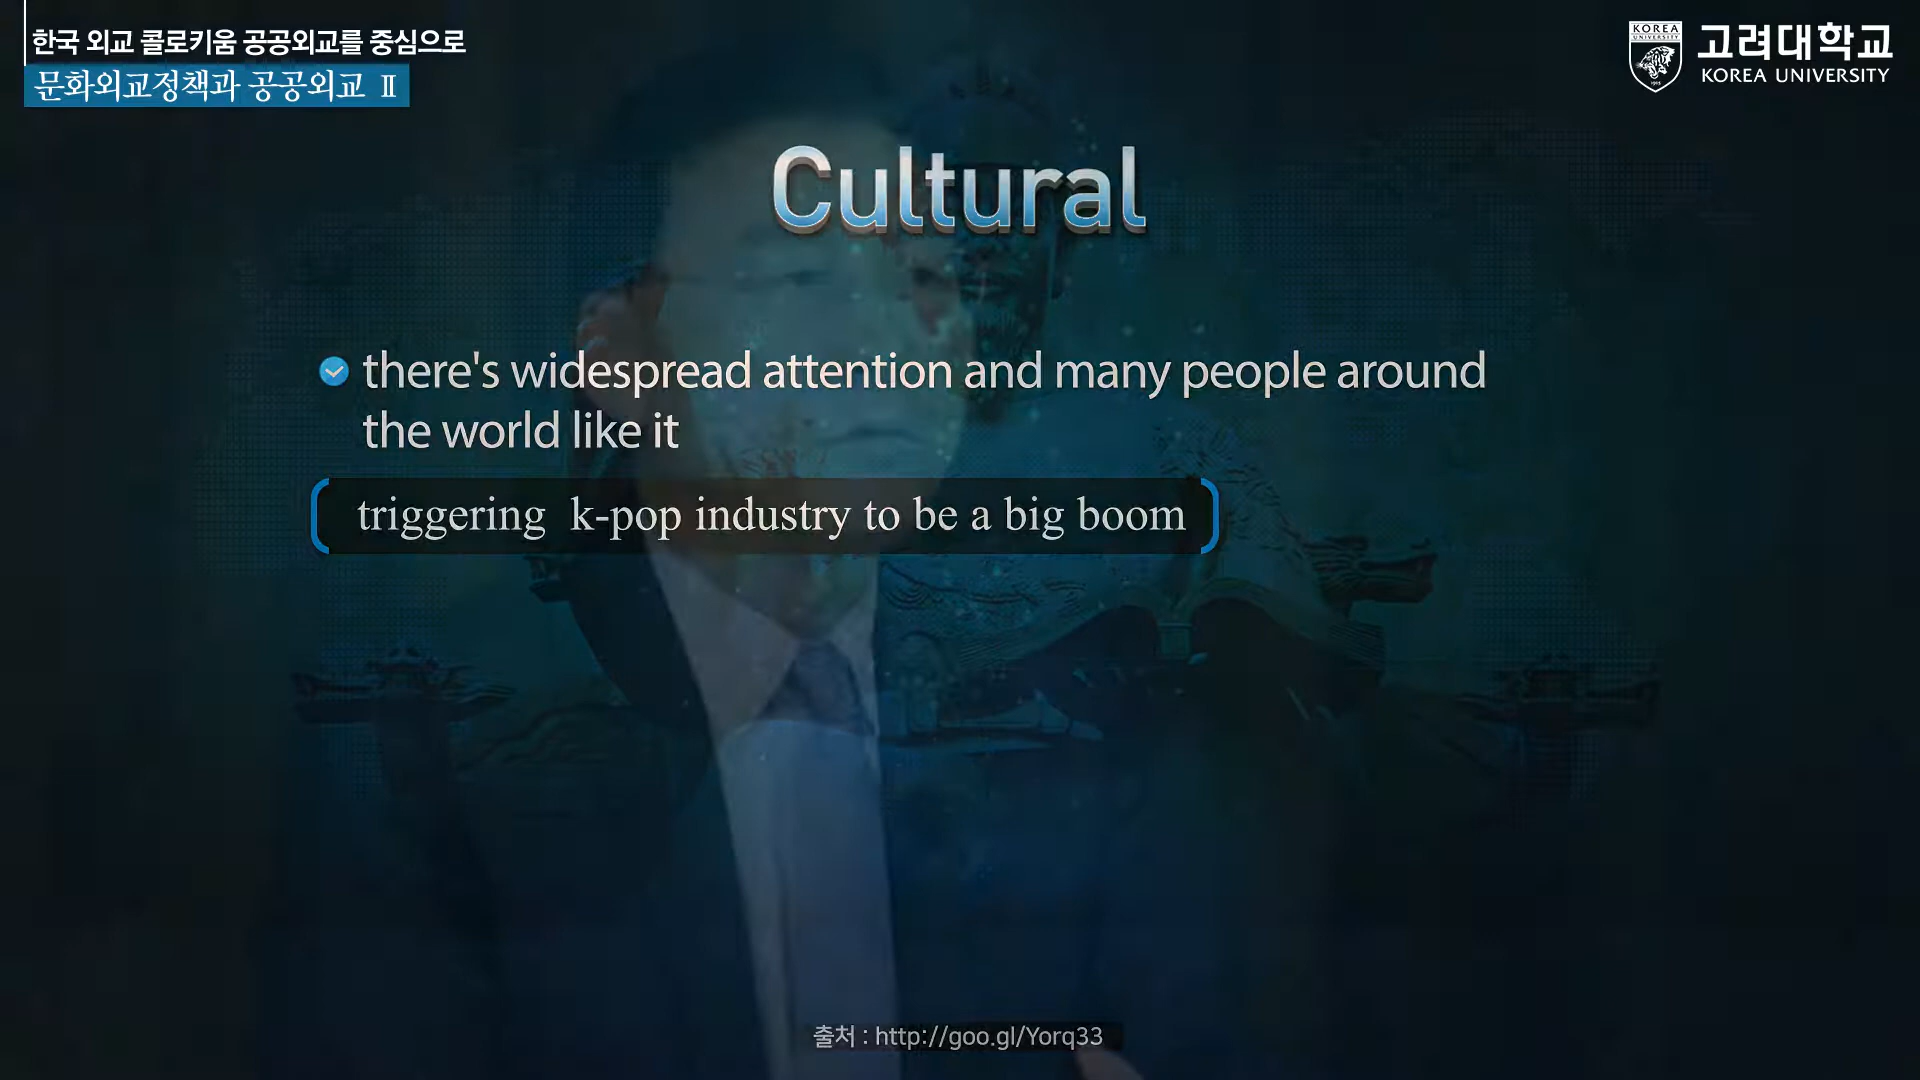 한국 외교 콜로키움 공공외교를 중심으로
문화외교정책과 공공외교 Ⅱ
KOREA
UNIVERSITY
1905
고려대학교
KOREA UNIVERSITY
Cultural
there's widespread attention and many people around
the world like it
triggering k-pop industry to be a big boom
출처 : http://goo.gl/Yorq33